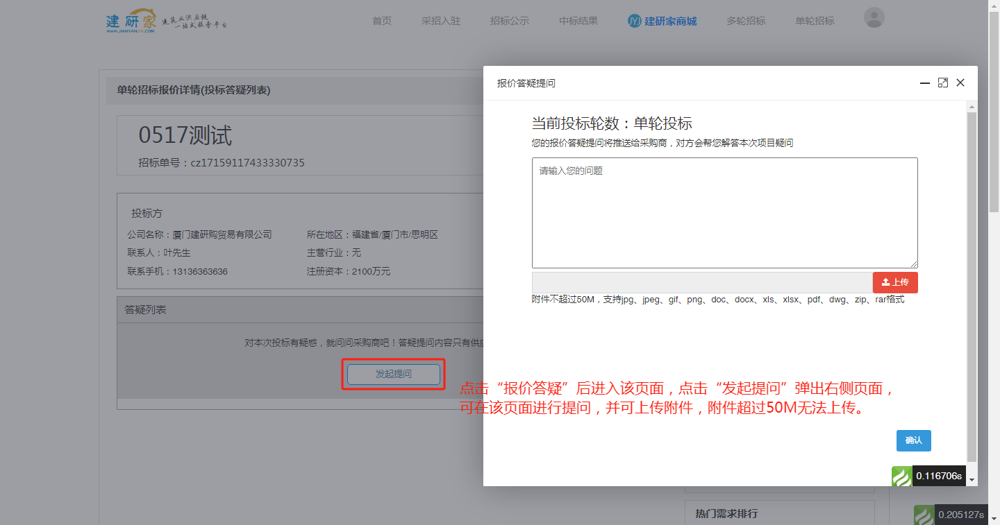 建研家 建筑业供应链
一站式服务平台
WWW.JIANYANJIA.COM
首页 采招入驻 招标公示 中标结果 建研家商城 多轮招标 单轮招标
单轮招标报价详情(投标答疑列表)
0517测试
招标单号：cz17159117433330735
投标方
公司名称：厦门建研购贸易有限公司 所在地区：福建省/厦门市/思明区
联系人：叶先生 主营行业：无
联系手机：13136363636 注册资本：2100万元
答疑列表
对本次投标有疑惑，就问问采购商吧！答疑提问内容只有供应
发起提问
报价答疑提问
当前投标轮数：单轮投标
您的报价答疑提问将推送给采购商，对方会帮您解答本次项目疑问
请输入您的问题
上传
附件不超过50M，支持jpg、jpeg、gif、png、doc、docx、xls、xlsx、pdf、dwg、zip、rar格式
点击“报价答疑”后进入该页面，点击“发起提问”弹出右侧页面，
可在该页面进行提问，并可上传附件，附件超过50M无法上传。
确认
0.116706s
热门需求排行
0.205127s